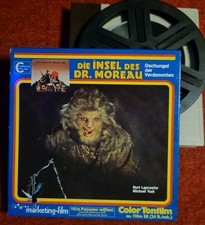 DIE INSEL DES
DR. MOREAU
Dschungel der
Verdammten
Burt Lancaster
Michael York
marketing-film
Color Tonfilm